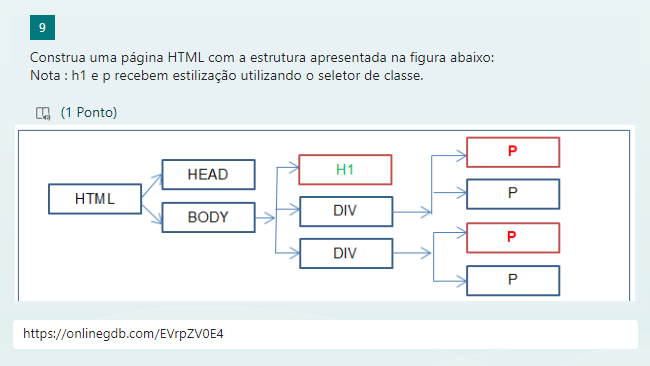 9
Construa uma página HTML com a estrutura apresentada na figura abaixo:
Nota : h1 e p recebem estilização utilizando o seletor de classe.
(1 Ponto)
HTML
HEAD
BODY
H1
DIV
DIV
P
P
P
P
https://onlinegdb.com/EVrpZV0E4